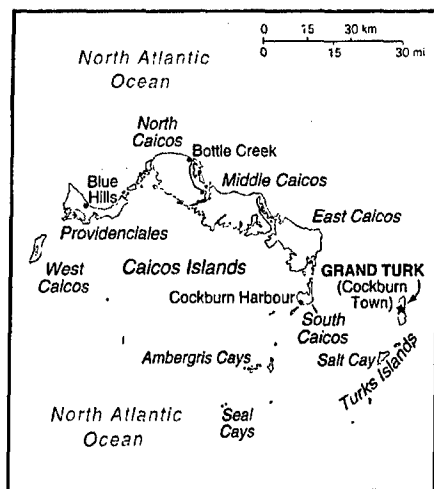 0 15 30 km
0 15 30 mi
North Atlantic
Ocean
North
Caicos
Bottle Creek
Blue
Hills
Middle Caicos
East Caicos
Providenciales
West
Caicos
Caicos Islands
GRAND TURK
(Cockburn
Town)
Cockburn Harbour
South
Caicos
Ambergris Cays
Salt Cay
Turks Islands
Seal
Cays
North Atlantic
Ocean